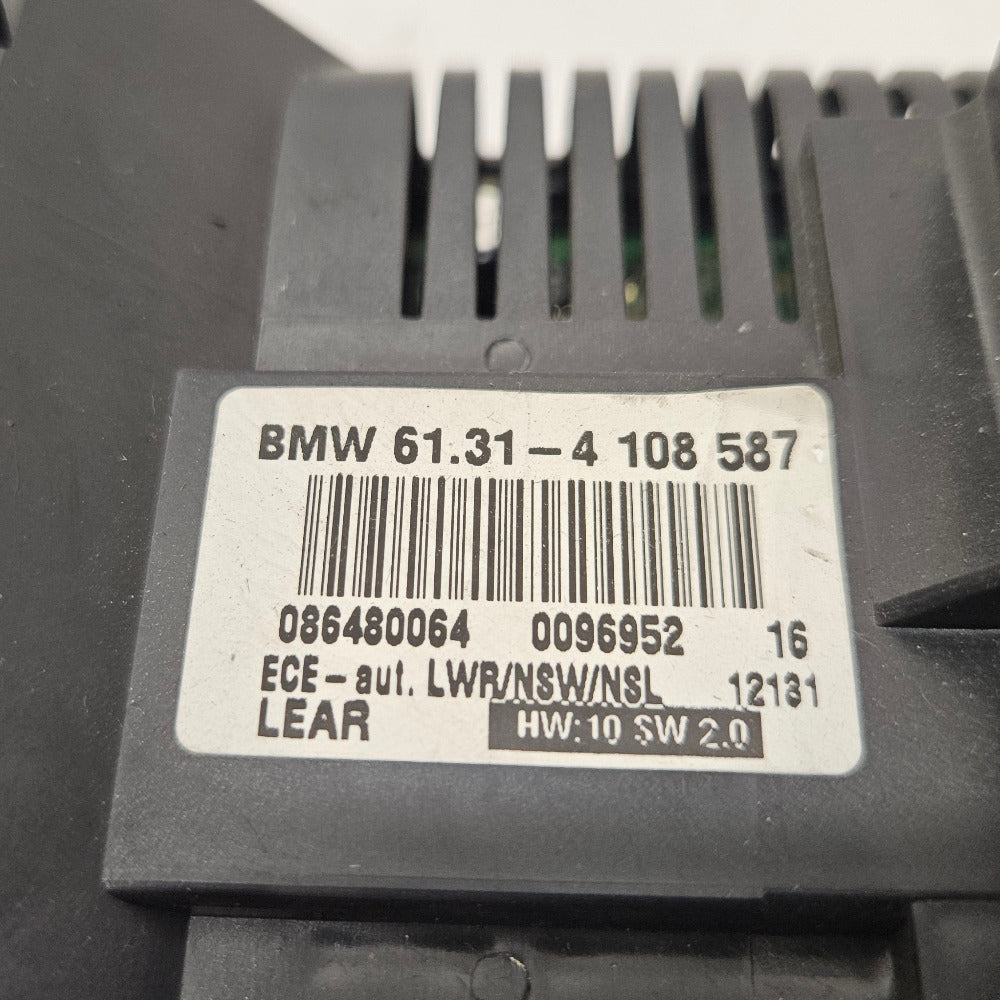 BMW 61.31-4 108 587
086480064 0096952 16
ECE-aut. LWR/NSW/NSL 12131
LEAR HW: 10 SW 2.0